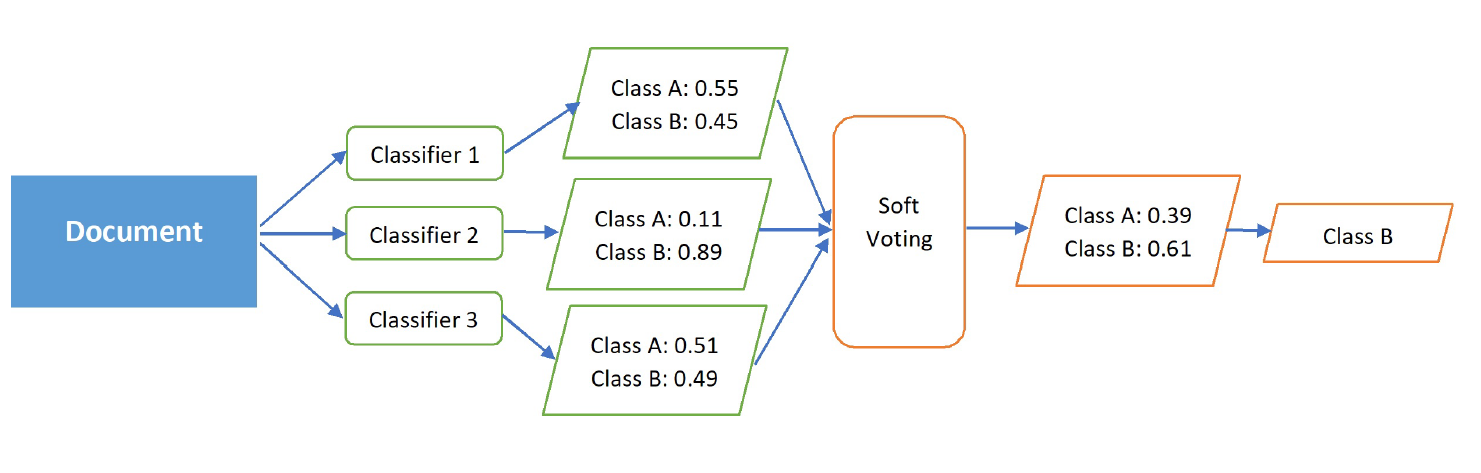 Document
Classifier 1
Classifier 2
Classifier 3
Class A: 0.55
Class B: 0.45
Class A: 0.11
Class B: 0.89
Class A: 0.51
Class B: 0.49
Soft
Voting
Class A: 0.39
Class B: 0.61
Class B